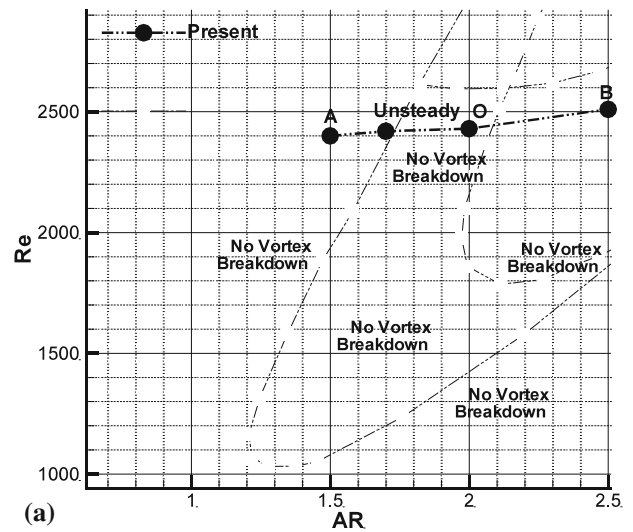 Present
2500
2000
1500
1000
Re
A
Unsteady
O
B
No Vortex
Breakdown
No Vortex
Breakdown
No Vortex
Breakdown
No Vortex
Breakdown
No Vortex
Breakdown
1.
1.5
2.
2.5
AR
(a)